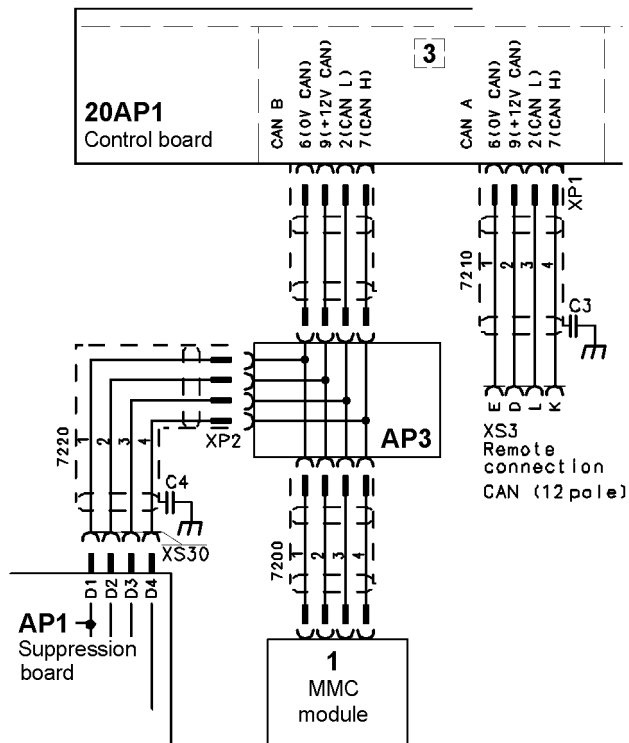 3
20AP1
Control board
CAN B
6(0V CAN)
9(+12V CAN)
2(CAN L)
7(CAN H)
CAN A
6(0V CAN)
9(+12V CAN)
2(CAN L)
7(CAN H)
XP1
7210
1
2
3
4
C3
E
D
L
K
XS3
Remote
connection
CAN (12 pole)
AP3
XP2
7220
1
2
3
4
C4
XS30
D1
D2
D3
D4
AP1
Suppression
board
7200
1
2
3
4
1
MMC
module